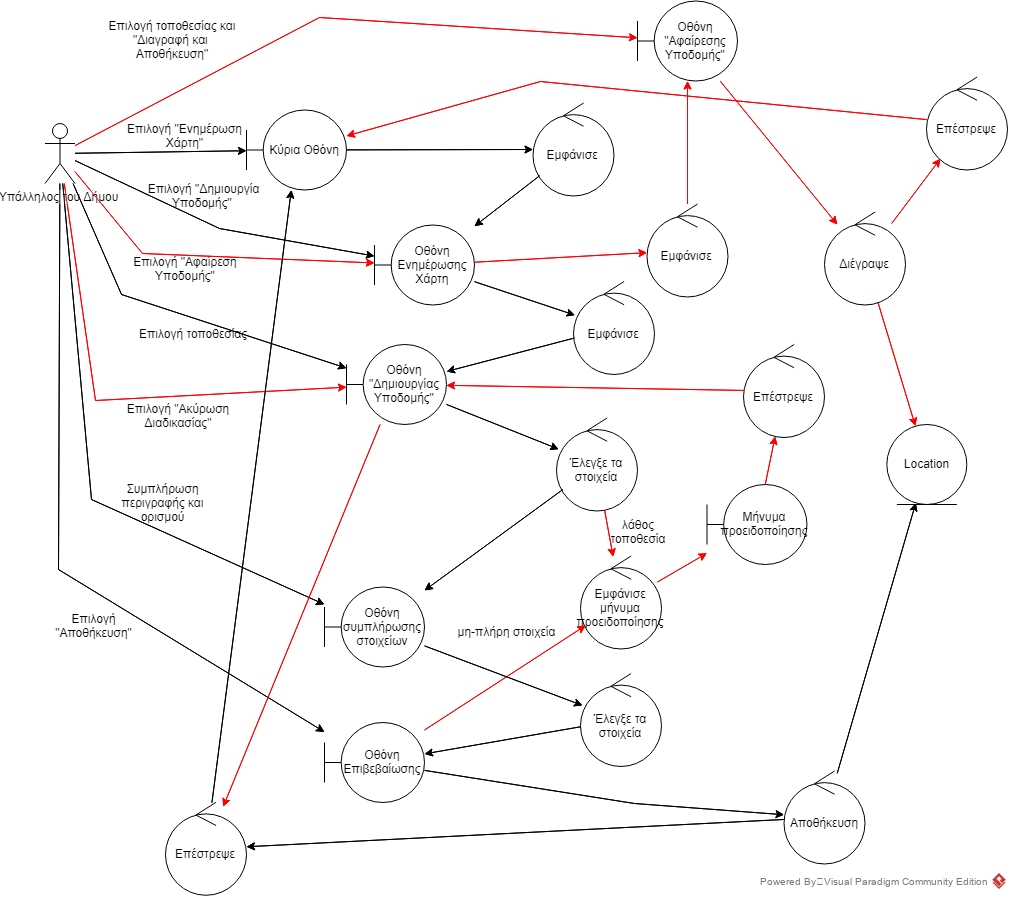 Επιλογή τοποθεσίας και
"Διαγραφή και
Αποθήκευση"
Οθόνη
"Αφαίρεσης
Υποδομής"
Επέστρεψε
Επιλογή "Ενημέρωση
Χάρτη"
Κύρια Οθόνη
Εμφάνισε
Υπάλληλος του Δήμου
Επιλογή "Δημιουργία
Υποδομής"
Οθόνη
Ενημέρωσης
Χάρτη
Εμφάνισε
Διέγραψε
Επιλογή "Αφαιρεση
Υποδομής"
Επιλογή τοποθεσίας
Εμφάνισε
Οθόνη
"Δημιουργίας
Υποδομής"
Επέστρεψε
Επιλογή "Ακύρωση
Διαδικασίας"
Έλεγξε τα
στοιχεία
Location
Συμπλήρωση
περιγραφής και
ορισμού
λάθος
τοποθεσία
Μήνυμα
προειδοποίησης
Εμφάνισε
μήνυμα
προειδοποίησης
Οθόνη
συμπλήρωσης
στοιχείων
Επιλογή
"Αποθήκευση"
μη-πλήρη στοιχεία
Έλεγξε τα
στοιχεία
Οθόνη
Επιβεβαίωσης
Αποθήκευση
Επέστρεψε
Powered By Visual Paradigm Community Edition